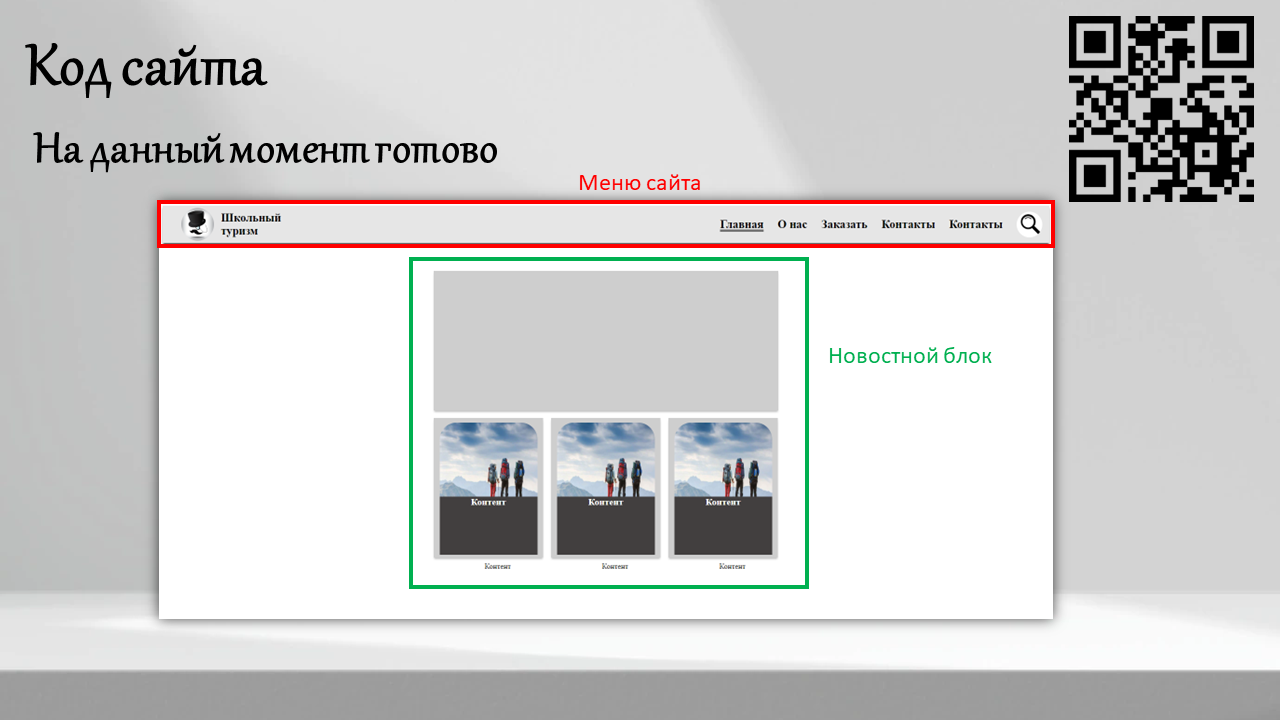 Код сайта
На данный момент готово
Меню сайта
Школьный
туризм
Главная О нас Заказать Контакты Контакты
Новостной блок
Контент Контент Контент
Контент Контент Контент